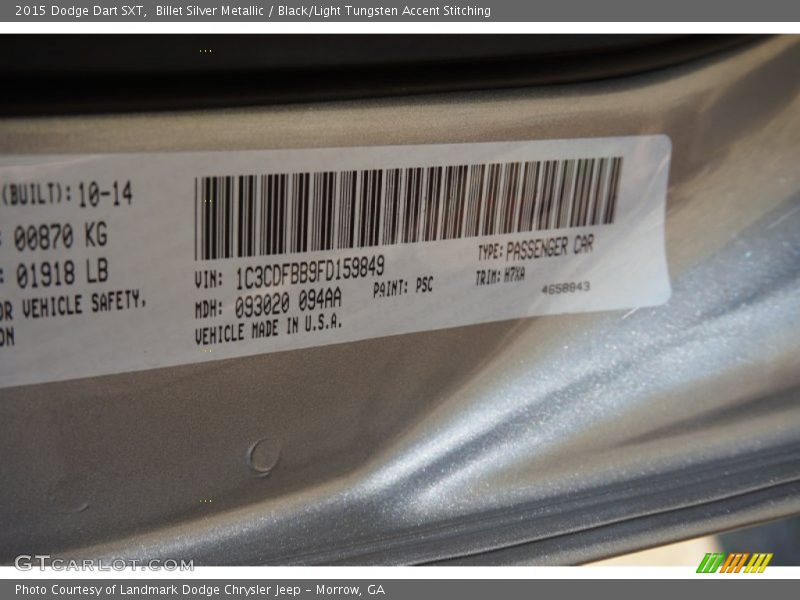 2015 Dodge Dart SXT, Billet Silver Metallic / Black/Light Tungsten Accent Stitching
(BUILT): 10-14
: 00870 KG
: 01918 LB
OR VEHICLE SAFETY,
ON
VIN: 1C3CDFBB9FD159849
TYPE: PASSENGER CAR
MDH: 093020 094AA
PAINT: PSC
TRIM: H7XA
VEHICLE MADE IN U.S.A.
4658843
GTCARLOT.COM
Photo Courtesy of Landmark Dodge Chrysler Jeep - Morrow, GA